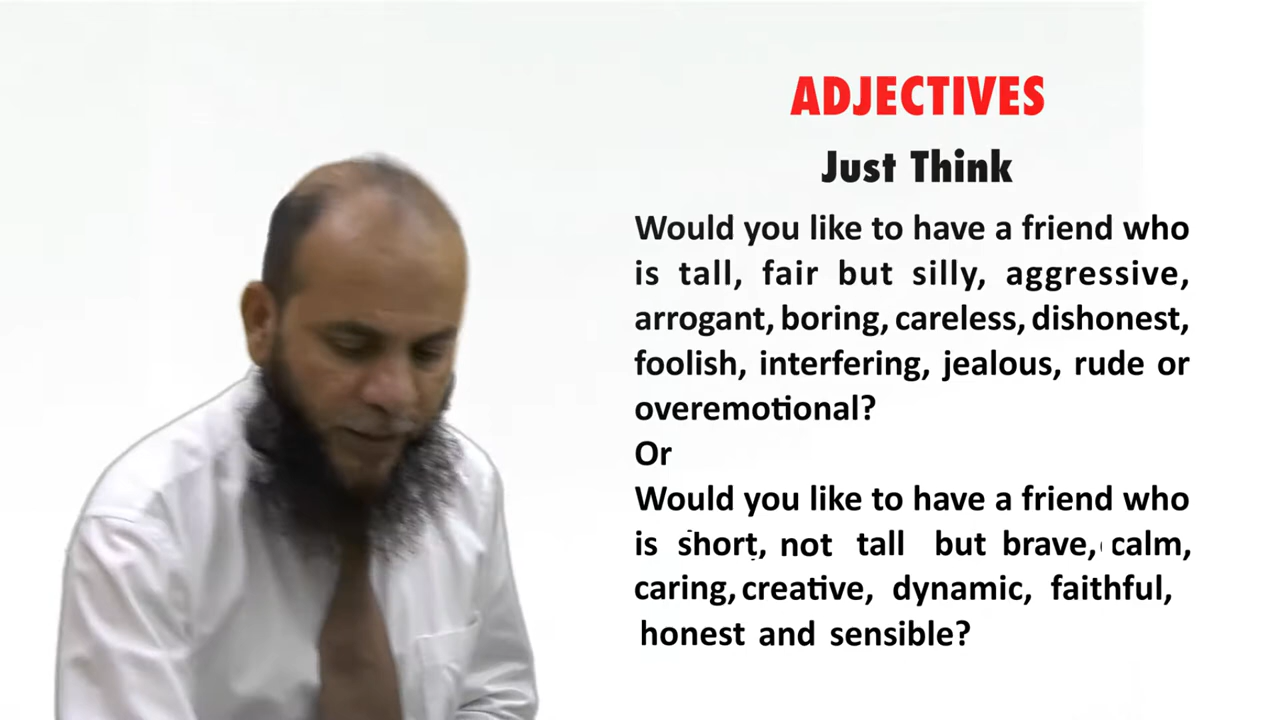 ADJECTIVES
Just Think
Would you like to have a friend who
is tall, fair but silly, aggressive,
arrogant, boring, careless, dishonest,
foolish, interfering, jealous, rude or
overemotional?
Or
Would you like to have a friend who
is short, not tall but brave, calm,
caring, creative, dynamic, faithful,
honest and sensible?